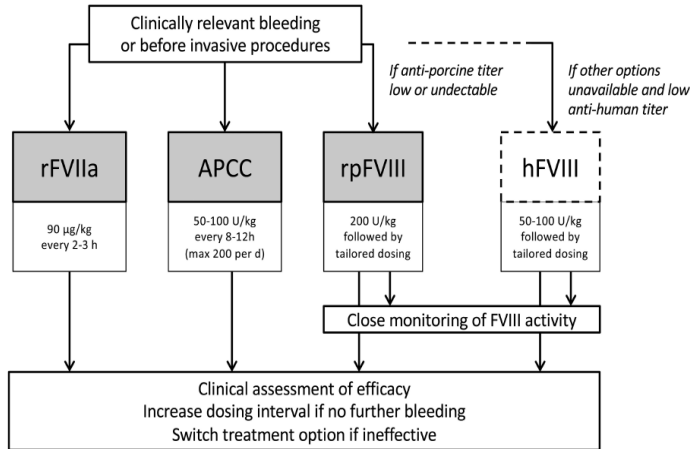 Clinically relevant bleeding
or before invasive procedures
If anti-porcine titer
low or undectable
If other options
unavailable and low
anti-human titer
rFVIIa
APCC
rpFVIII
hFVIII
90 µg/kg
every 2-3 h
50-100 U/kg
every 8-12h
(max 200 per d)
200 U/kg
followed by
tailored dosing
50-100 U/kg
followed by
tailored dosing
Close monitoring of FVIII activity
Clinical assessment of efficacy
Increase dosing interval if no further bleeding
Switch treatment option if ineffective